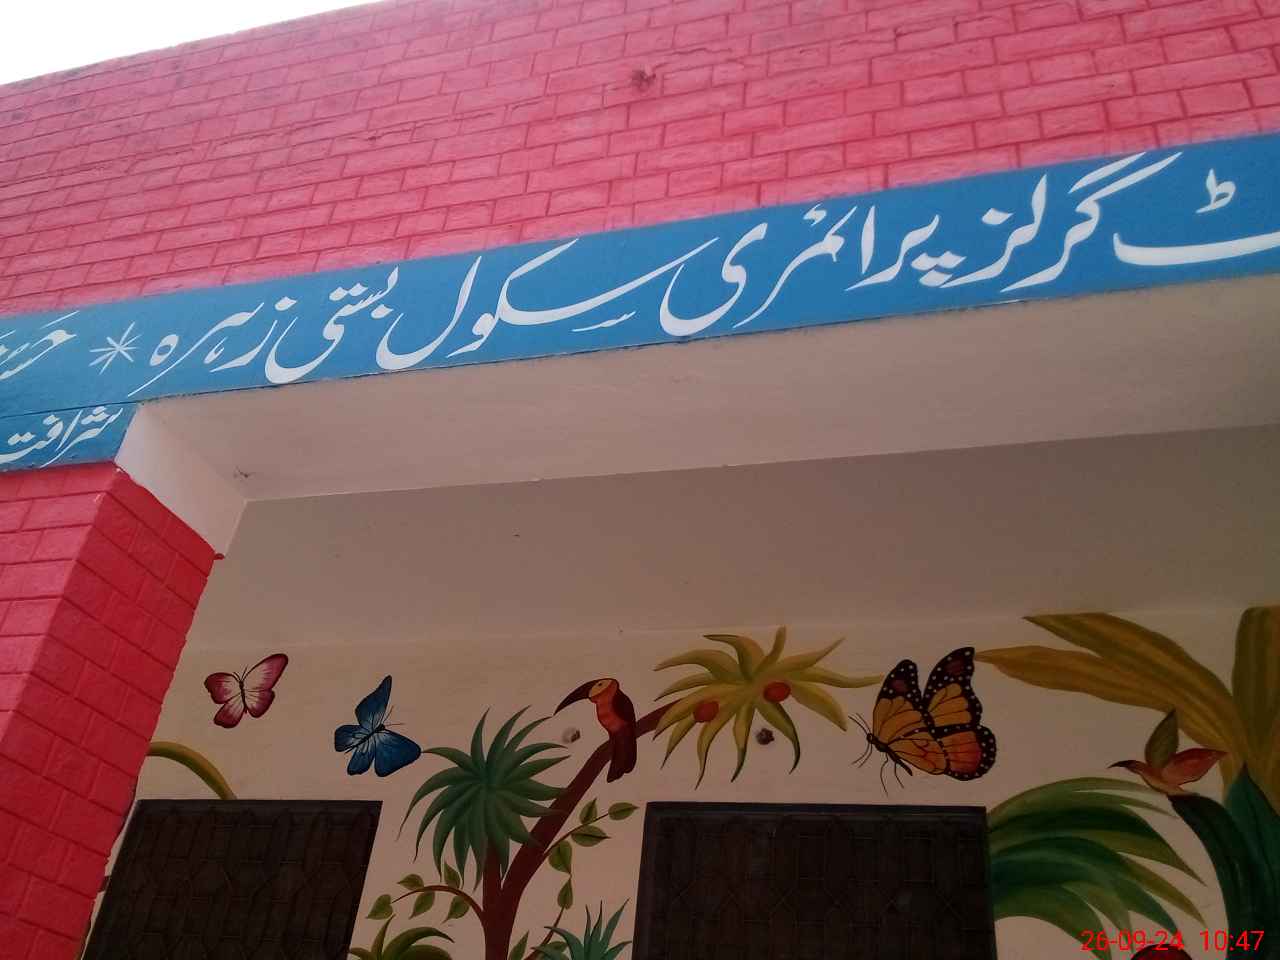 ٹ گرلز پرائمری سکول بستی زہرہ *
شرافت
26-09-24 10:47